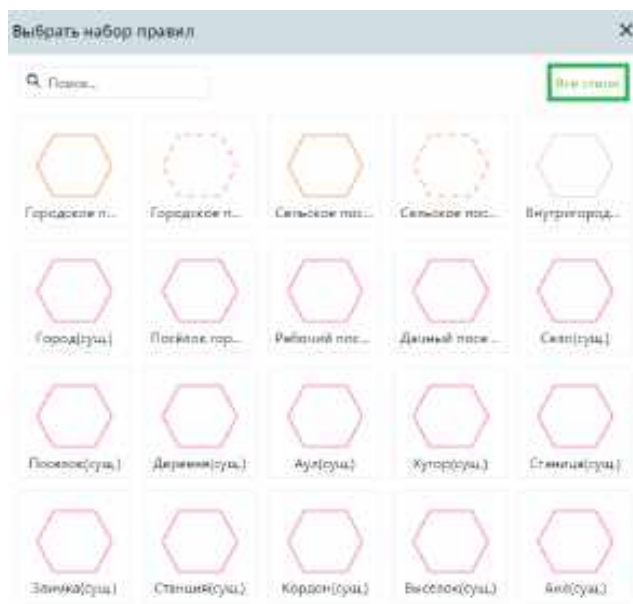 Выбрать набор правил
Поиск...
Все стили
Городское п...
Городское п...
Сельское пос...
Сельское пос...
Внутригород...
Город(сущ.)
Посёлок гор...
Рабочий пос...
Дачный посе...
Село(сущ.)
Поселок(сущ.)
Деревня(сущ.)
Аул(сущ.)
Хутор(сущ.)
Станица(сущ.)
Заимка(сущ.)
Станция(сущ.)
Кордон(сущ.)
Выселок(сущ.)
Аил(сущ.)